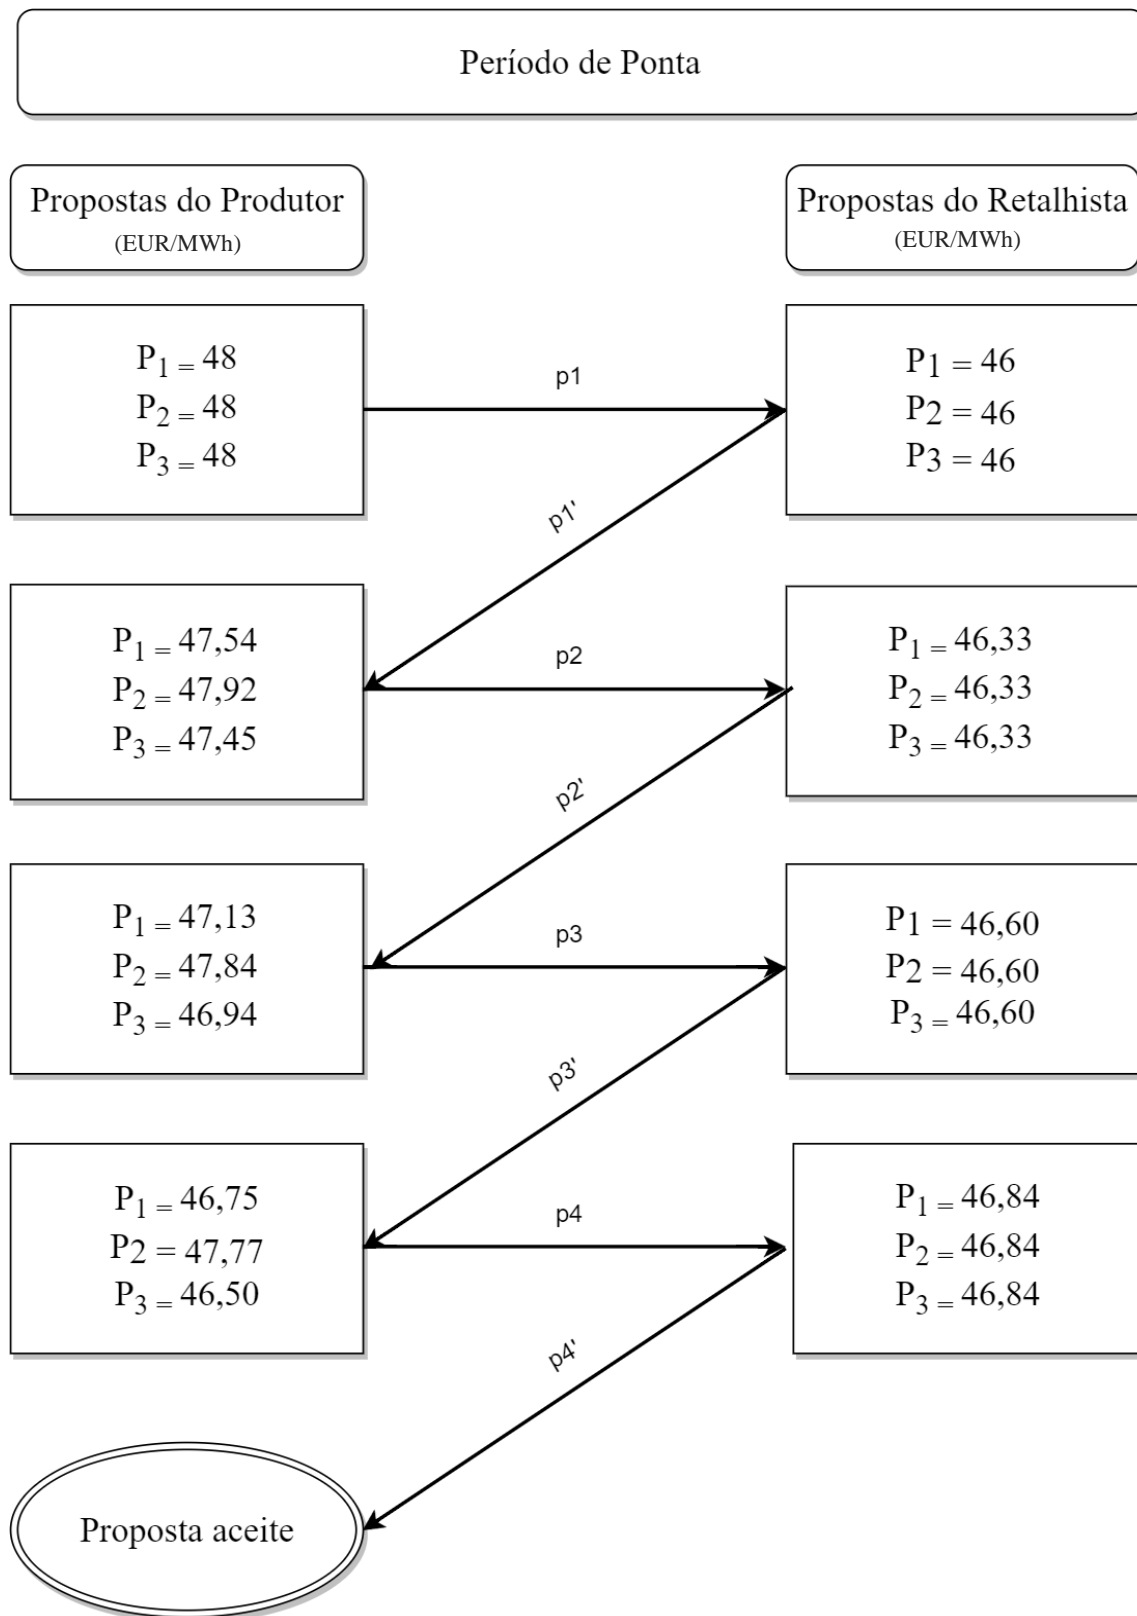 Período de Ponta
Propostas do Produtor
(EUR/MWh)
Propostas do Retalhista
(EUR/MWh)
P1 = 48
P2 = 48
P3 = 48
p1
P1 = 46
P2 = 46
P3 = 46
p1'
P1 = 47,54
P2 = 47,92
P3 = 47,45
p2
P1 = 46,33
P2 = 46,33
P3 = 46,33
p2'
P1 = 47,13
P2 = 47,84
P3 = 46,94
p3
P1 = 46,60
P2 = 46,60
P3 = 46,60
p3'
P1 = 46,75
P2 = 47,77
P3 = 46,50
p4
P1 = 46,84
P2 = 46,84
P3 = 46,84
p4'
Proposta aceite